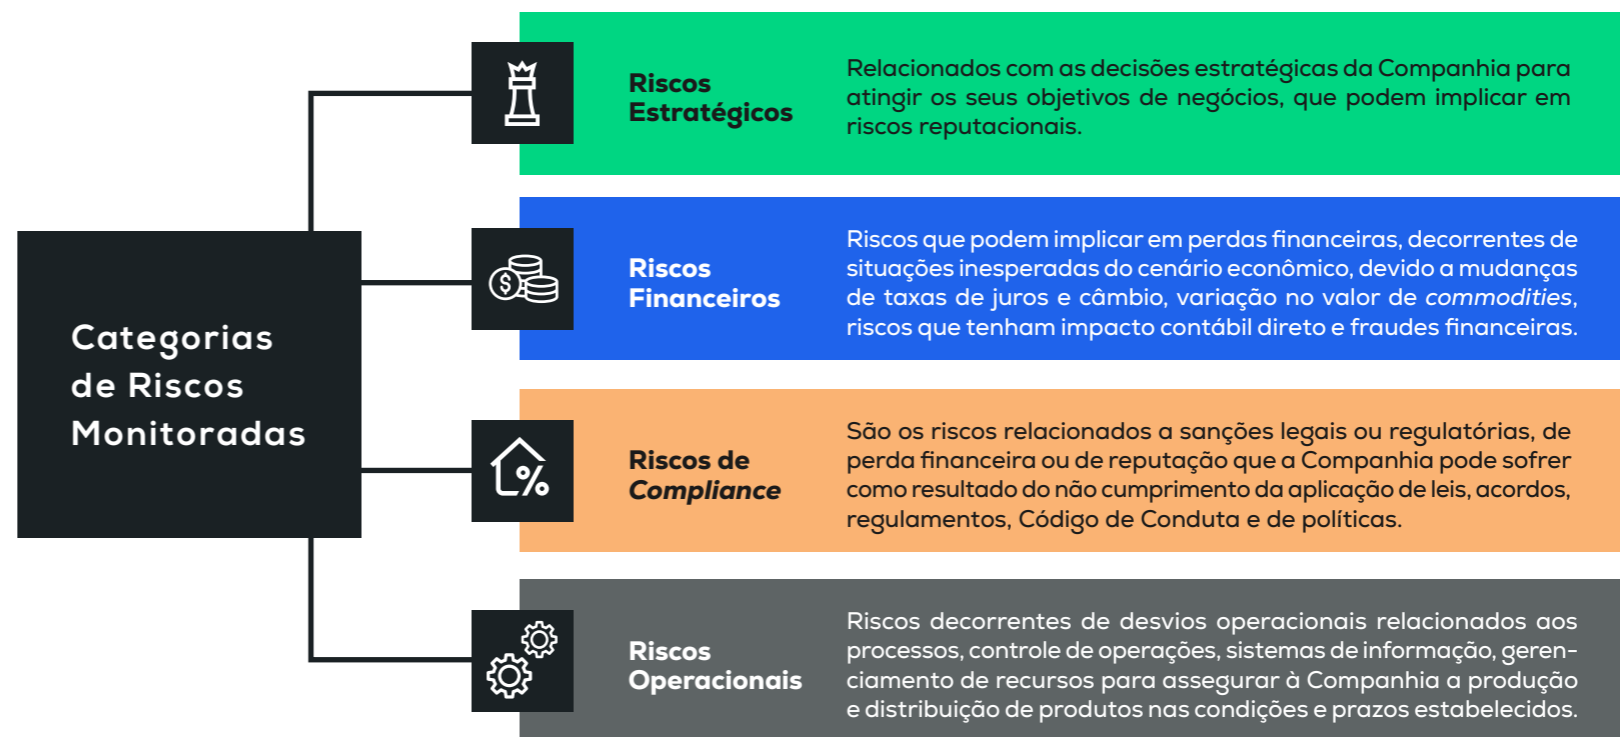 Categorias
de Riscos
Monitoradas
Riscos
Estratégicos
Relacionados com as decisões estratégicas da Companhia para
atingir os seus objetivos de negócios, que podem implicar em
riscos reputacionais.
$
Riscos
Financeiros
Riscos que podem implicar em perdas financeiras, decorrentes de
situações inesperadas do cenário econômico, devido a mudanças
de taxas de juros e câmbio, variação no valor de commodities,
riscos que tenham impacto contábil direto e fraudes financeiras.
%
Riscos de
Compliance
São os riscos relacionados a sanções legais ou regulatórias, de
perda financeira ou de reputação que a Companhia pode sofrer
como resultado do não cumprimento da aplicação de leis, acordos,
regulamentos, Código de Conduta e de políticas.
Riscos
Operacionais
Riscos decorrentes de desvios operacionais relacionados aos
processos, controle de operações, sistemas de informação, geren-
ciamento de recursos para assegurar à Companhia a produção
e distribuição de produtos nas condições e prazos estabelecidos.